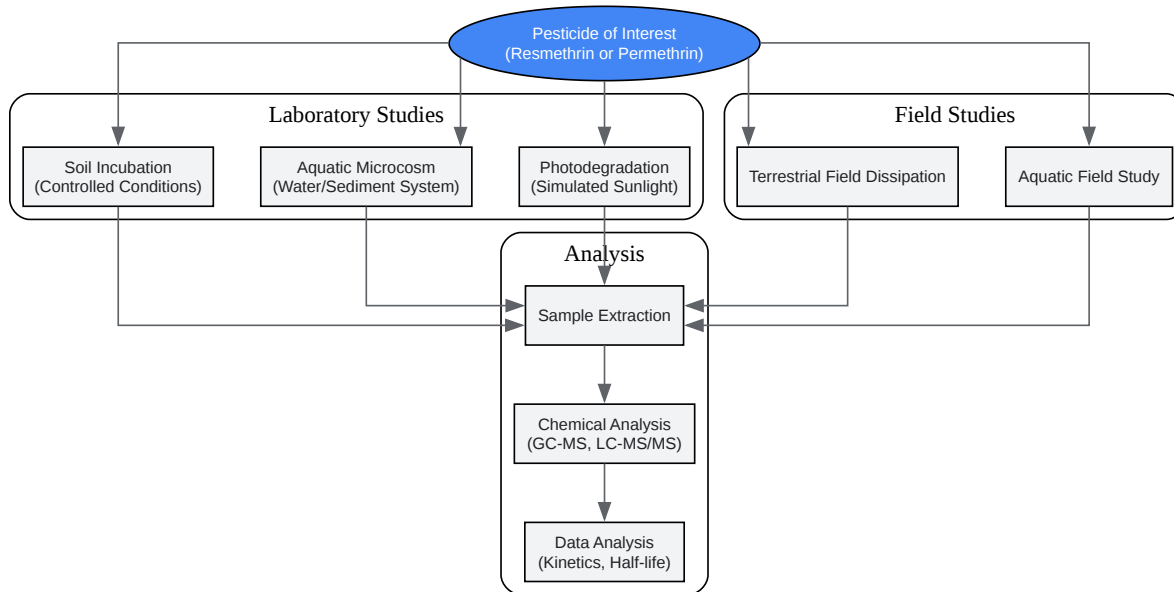 Pesticide of Interest
(Resmethrin or Permethrin)
Laboratory Studies
Field Studies
Soil Incubation
(Controlled Conditions)
Aquatic Microcosm
(Water/Sediment System)
Photodegradation
(Simulated Sunlight)
Terrestrial Field Dissipation
Aquatic Field Study
Analysis
Sample Extraction
Chemical Analysis
(GC-MS, LC-MS/MS)
Data Analysis
(Kinetics, Half-life)